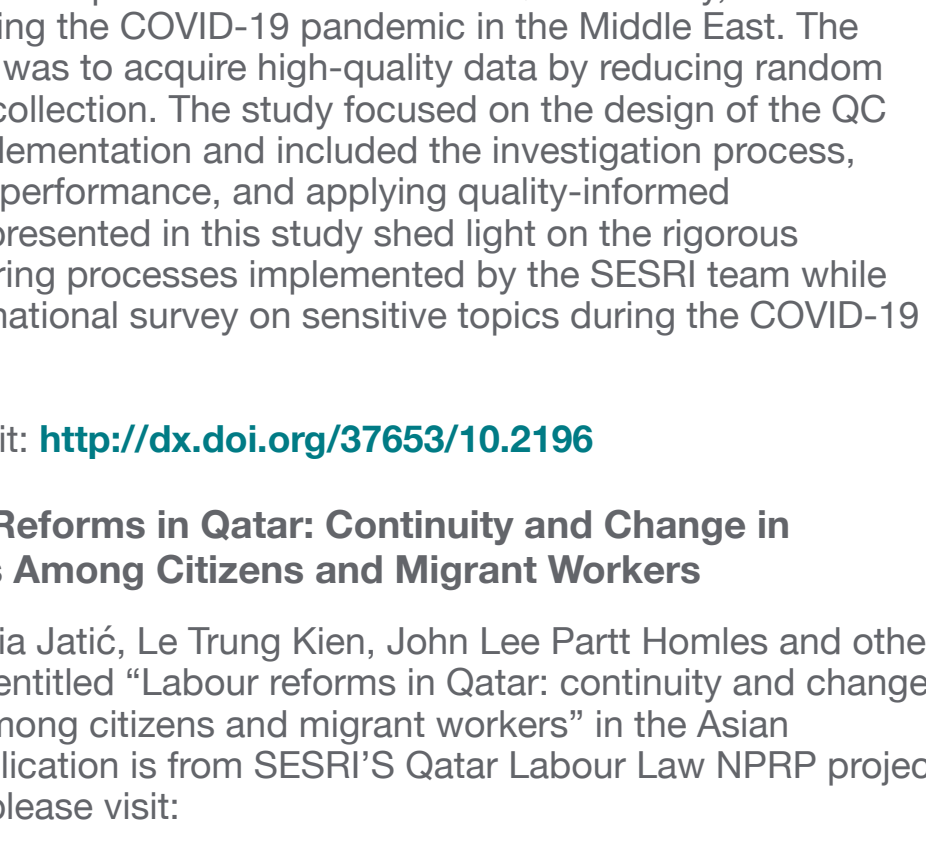 ing the COVID-19 pandemic in the Middle East. The
was to acquire high-quality data by reducing random
collection. The study focused on the design of the QC
lementation and included the investigation process,
performance, and applying quality-informed
presented in this study shed light on the rigorous
ring processes implemented by the SESRI team while
national survey on sensitive topics during the COVID-19
it: http://dx.doi.org/37653/10.2196
Reforms in Qatar: Continuity and Change in
s Among Citizens and Migrant Workers
ia Jatić, Le Trung Kien, John Lee Partt Homles and othe
entitled “Labour reforms in Qatar: continuity and change
mong citizens and migrant workers” in the Asian
lication is from SESRI’S Qatar Labour Law NPRP projec
please visit: